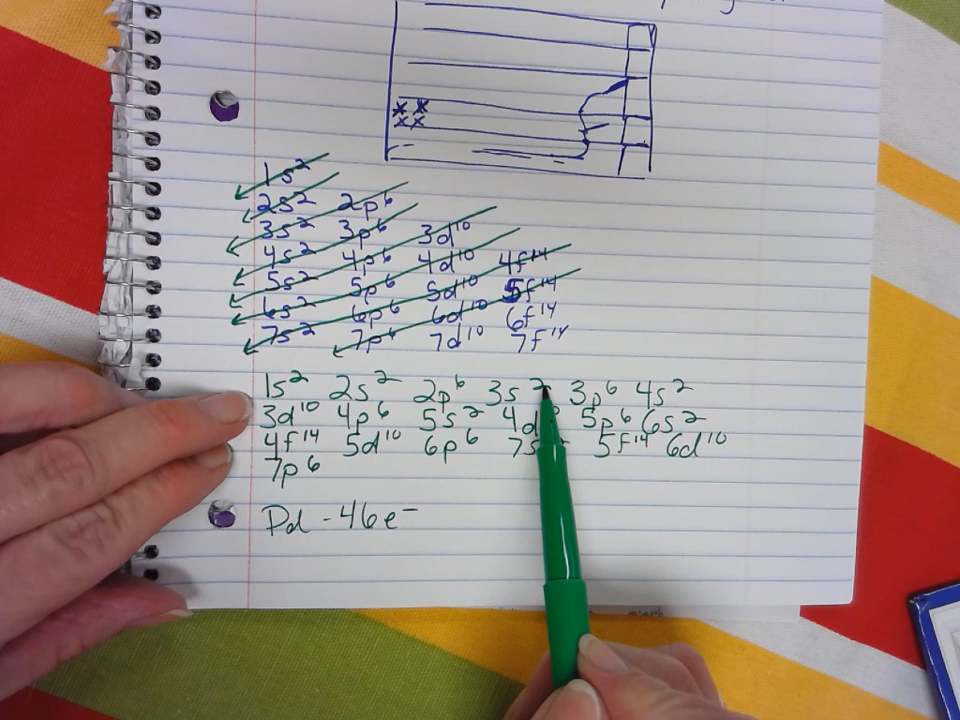 1s²
2s² 2p⁶
3s² 3p⁶ 3d¹⁰
4s² 4p⁶ 4d¹⁰ 4f¹⁴
5s² 5p⁶ 5d¹⁰ 5f¹⁴
6s² 6p⁶ 6d¹⁰ 6f¹⁴
7s² 7p⁶ 7d¹⁰ 7f¹⁴
1s² 2s² 2p⁶ 3s² 3p⁶ 4s²
3d¹⁰ 4p⁶ 5s² 4d 5p⁶ 6s²
4f¹⁴ 5d¹⁰ 6p⁶ 7s 5f¹⁴ 6d¹⁰
7p⁶
Pd - 46e⁻